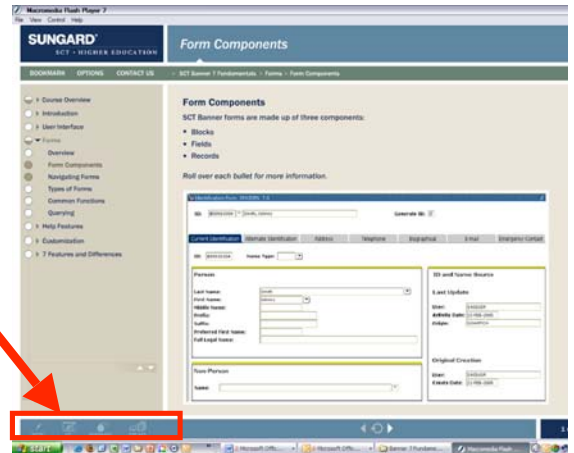 Macromedia Flash Player 7
File View Control Help
SUNGARD®
SCT • HIGHER EDUCATION
Form Components
BOOKMARK OPTIONS CONTACT US
SCT Banner 7 Fundamentals > Forms > Form Components
Course Overview
Introduction
User Interface
Forms
Overview
Form Components
Navigating Forms
Types of Forms
Common Functions
Querying
Help Features
Customization
7 Features and Differences
Form Components
SCT Banner forms are made up of three components:
• Blocks
• Fields
• Records
Roll over each bullet for more information.
ID:
Generate ID:
Current Identification Alternate Identification Address Telephone Biographical E-mail Emergency Contact
ID: Name Type:
Person
Last Name:
First Name:
Middle Name:
Prefix:
Suffix:
Preferred First Name:
Full Legal Name:
Non-Person
Name:
ID and Name Source
Last Update
User:
Activity Date:
Origin:
Original Creation
User:
Create Date:
start
Microsoft Offic...
Microsoft Offic...
Banner 7 Fundame...
Macromedia Flash...